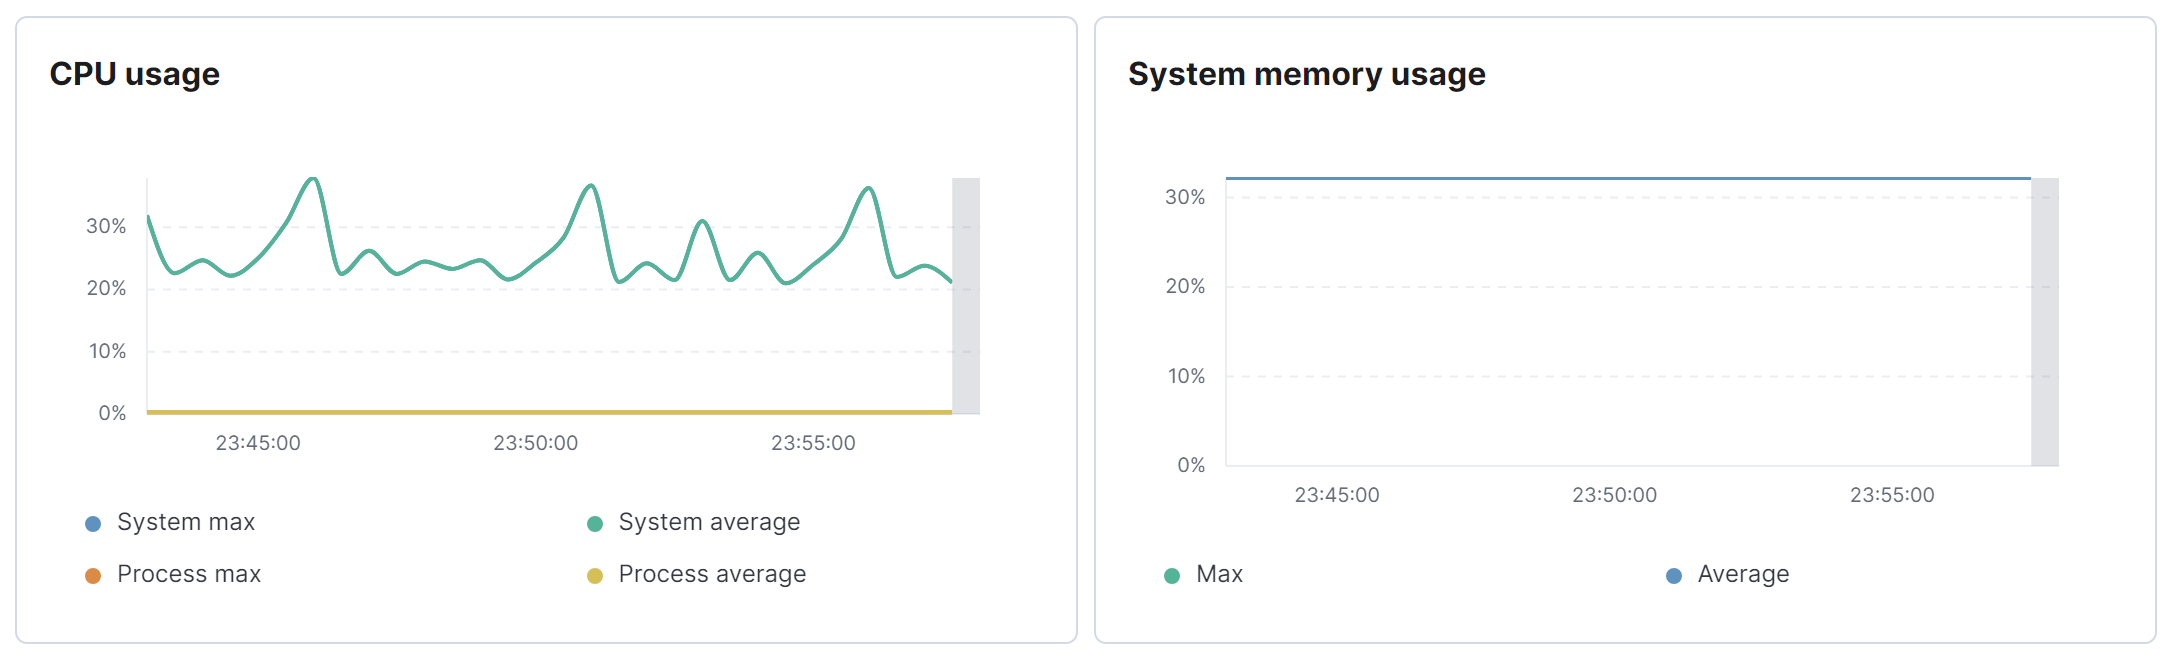 CPU usage
30%
20%
10%
0%
23:45:00 23:50:00 23:55:00
System max System average
Process max Process average
System memory usage
30%
20%
10%
0%
23:45:00 23:50:00 23:55:00
Max Average